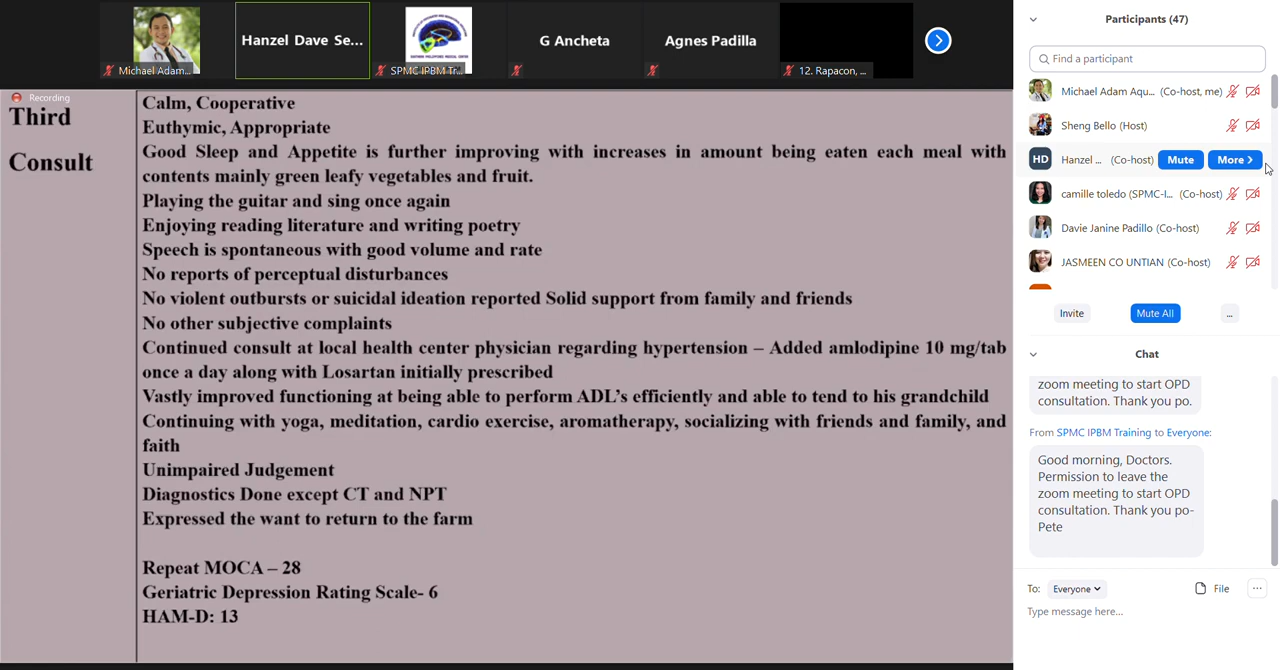 Michael Adam...
Hanzel Dave Se...
SPMC IPBM Tr...
G Ancheta
Agnes Padilla
12. Rapacon, ...
Recording
Third
Consult
Calm, Cooperative
Euthymic, Appropriate
Good Sleep and Appetite is further improving with increases in amount being eaten each meal with
contents mainly green leafy vegetables and fruit.
Playing the guitar and sing once again
Enjoying reading literature and writing poetry
Speech is spontaneous with good volume and rate
No reports of perceptual disturbances
No violent outbursts or suicidal ideation reported Solid support from family and friends
No other subjective complaints
Continued consult at local health center physician regarding hypertension – Added amlodipine 10 mg/tab
once a day along with Losartan initially prescribed
Vastly improved functioning at being able to perform ADL's efficiently and able to tend to his grandchild
Continuing with yoga, meditation, cardio exercise, aromatherapy, socializing with friends and family, and
faith
Unimpaired Judgement
Diagnostics Done except CT and NPT
Expressed the want to return to the farm
Repeat MOCA – 28
Geriatric Depression Rating Scale- 6
HAM-D: 13
Participants (47)
Find a participant
Michael Adam Aqu... (Co-host, me)
Sheng Bello (Host)
HD Hanzel ... (Co-host) Mute More >
camille toledo (SPMC-I... (Co-host)
Davie Janine Padillo (Co-host)
JASMEEN CO UNTIAN (Co-host)
Invite Mute All ...
Chat
zoom meeting to start OPD
consultation. Thank you po.
From SPMC IPBM Training to Everyone:
Good morning, Doctors.
Permission to leave the
zoom meeting to start OPD
consultation. Thank you po-
Pete
To: Everyone File ...
Type message here...